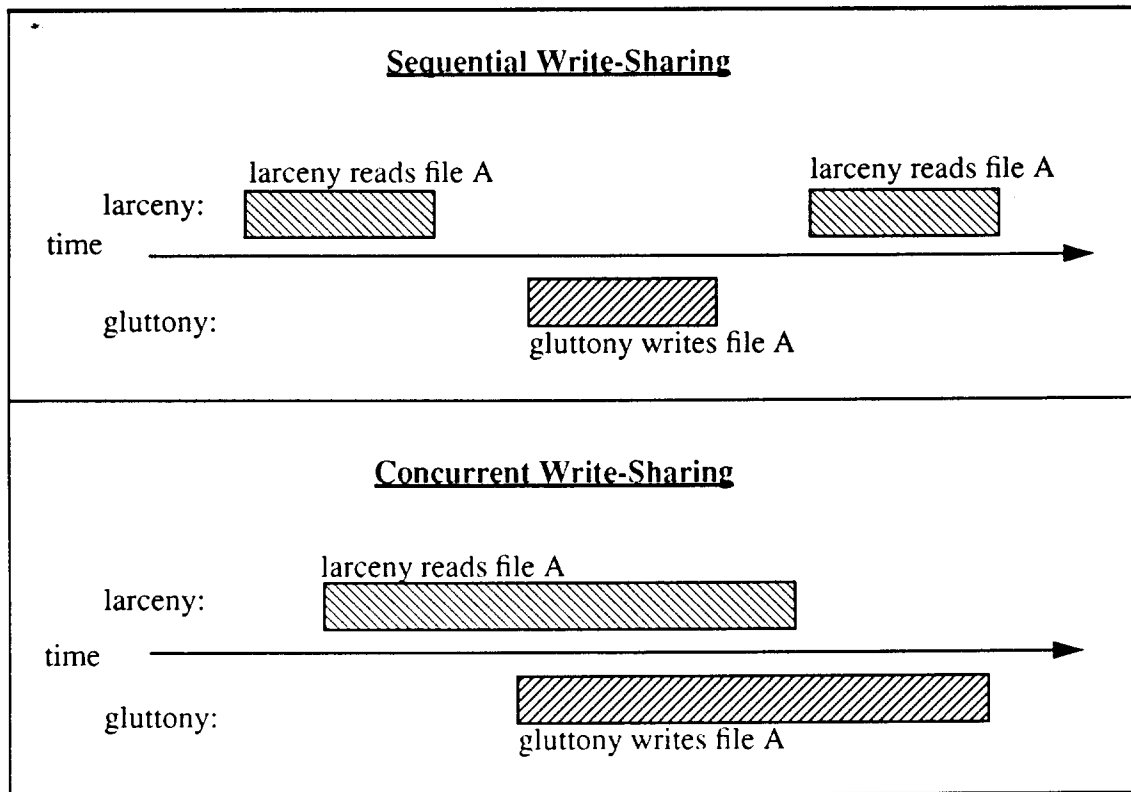 Sequential Write-Sharing
larceny reads file A
larceny reads file A
larceny:
time
gluttony:
gluttony writes file A
Concurrent Write-Sharing
larceny reads file A
larceny:
time
gluttony:
gluttony writes file A